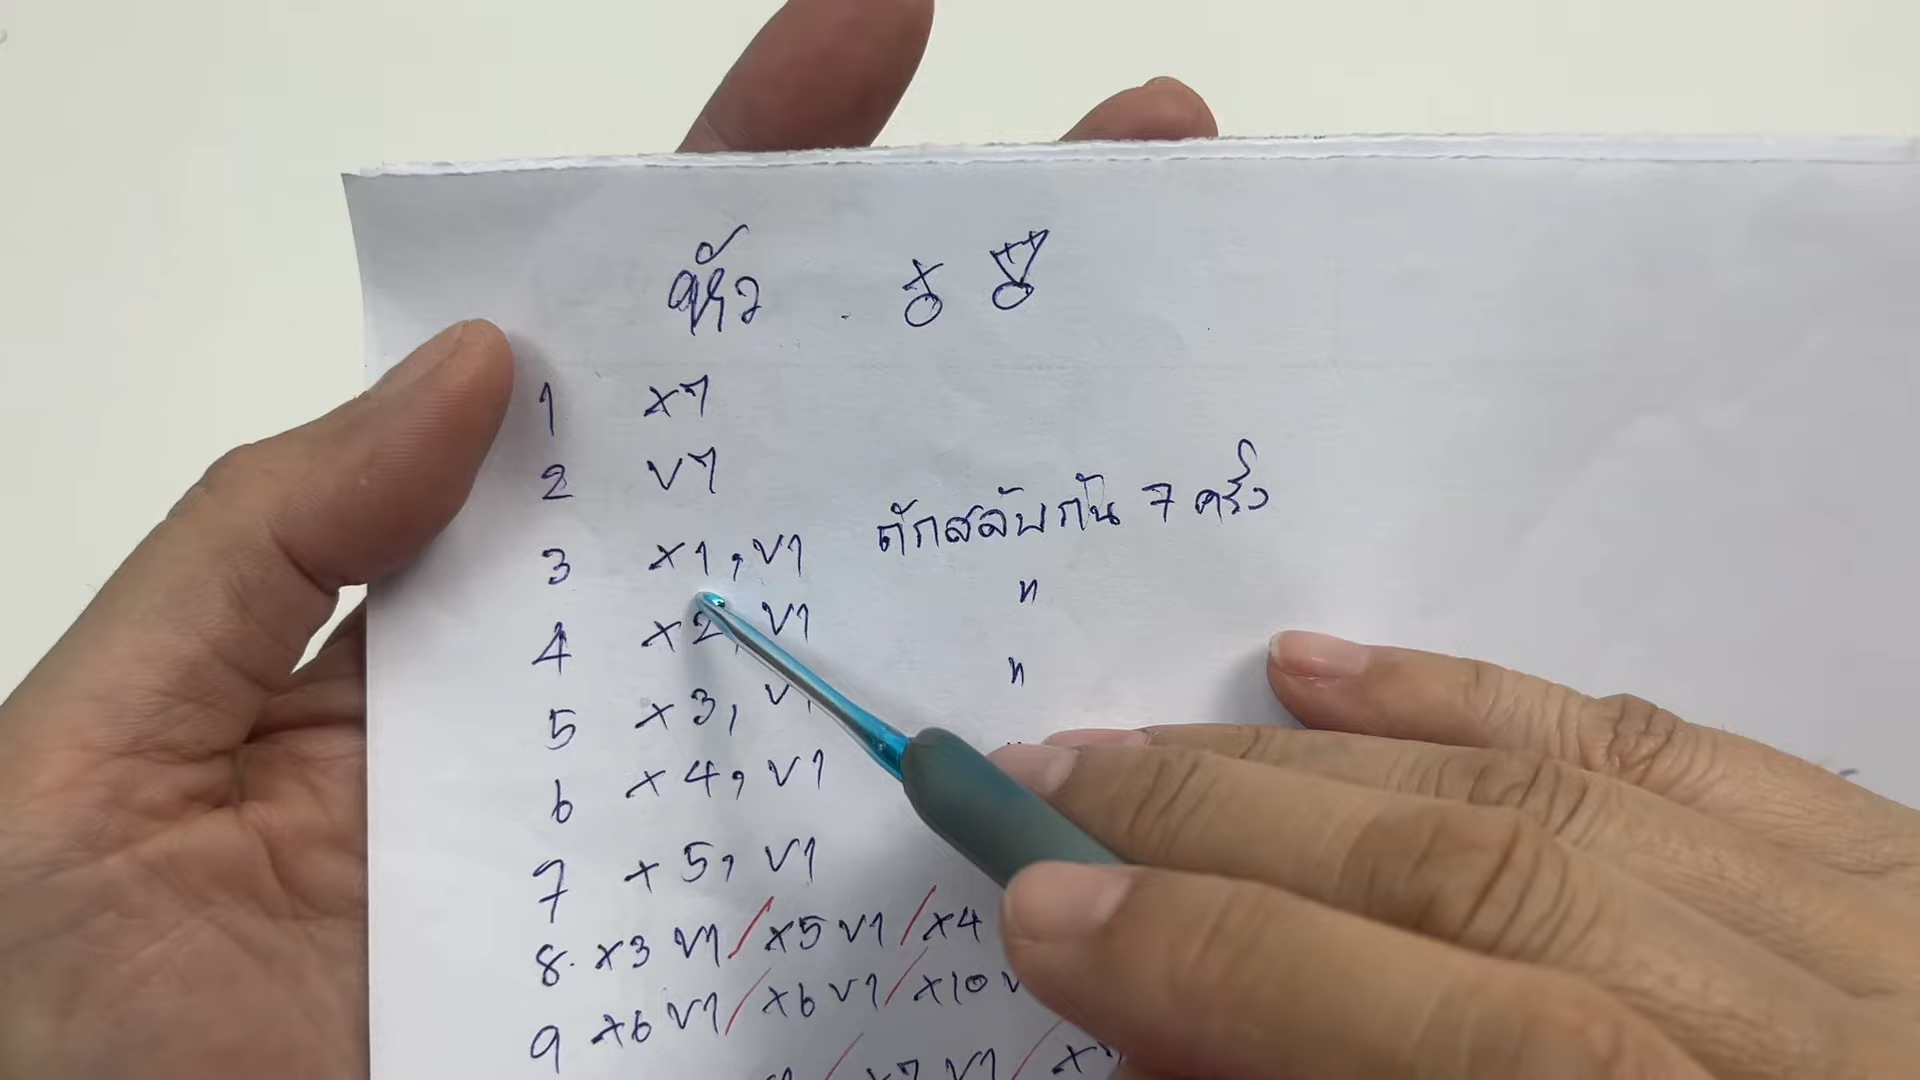 หัว
1 x7
2 v7
3 x1, v1 ถักสลับกัน 7 ครั้ง
4 x2, v1 "
5 x3, v "
6 x4, v1
7 x5, v1
8. x3 v1 / x5 v1 / x4
9 x6 v1 / x6 v1 / x10 v
/ x7 v1 /